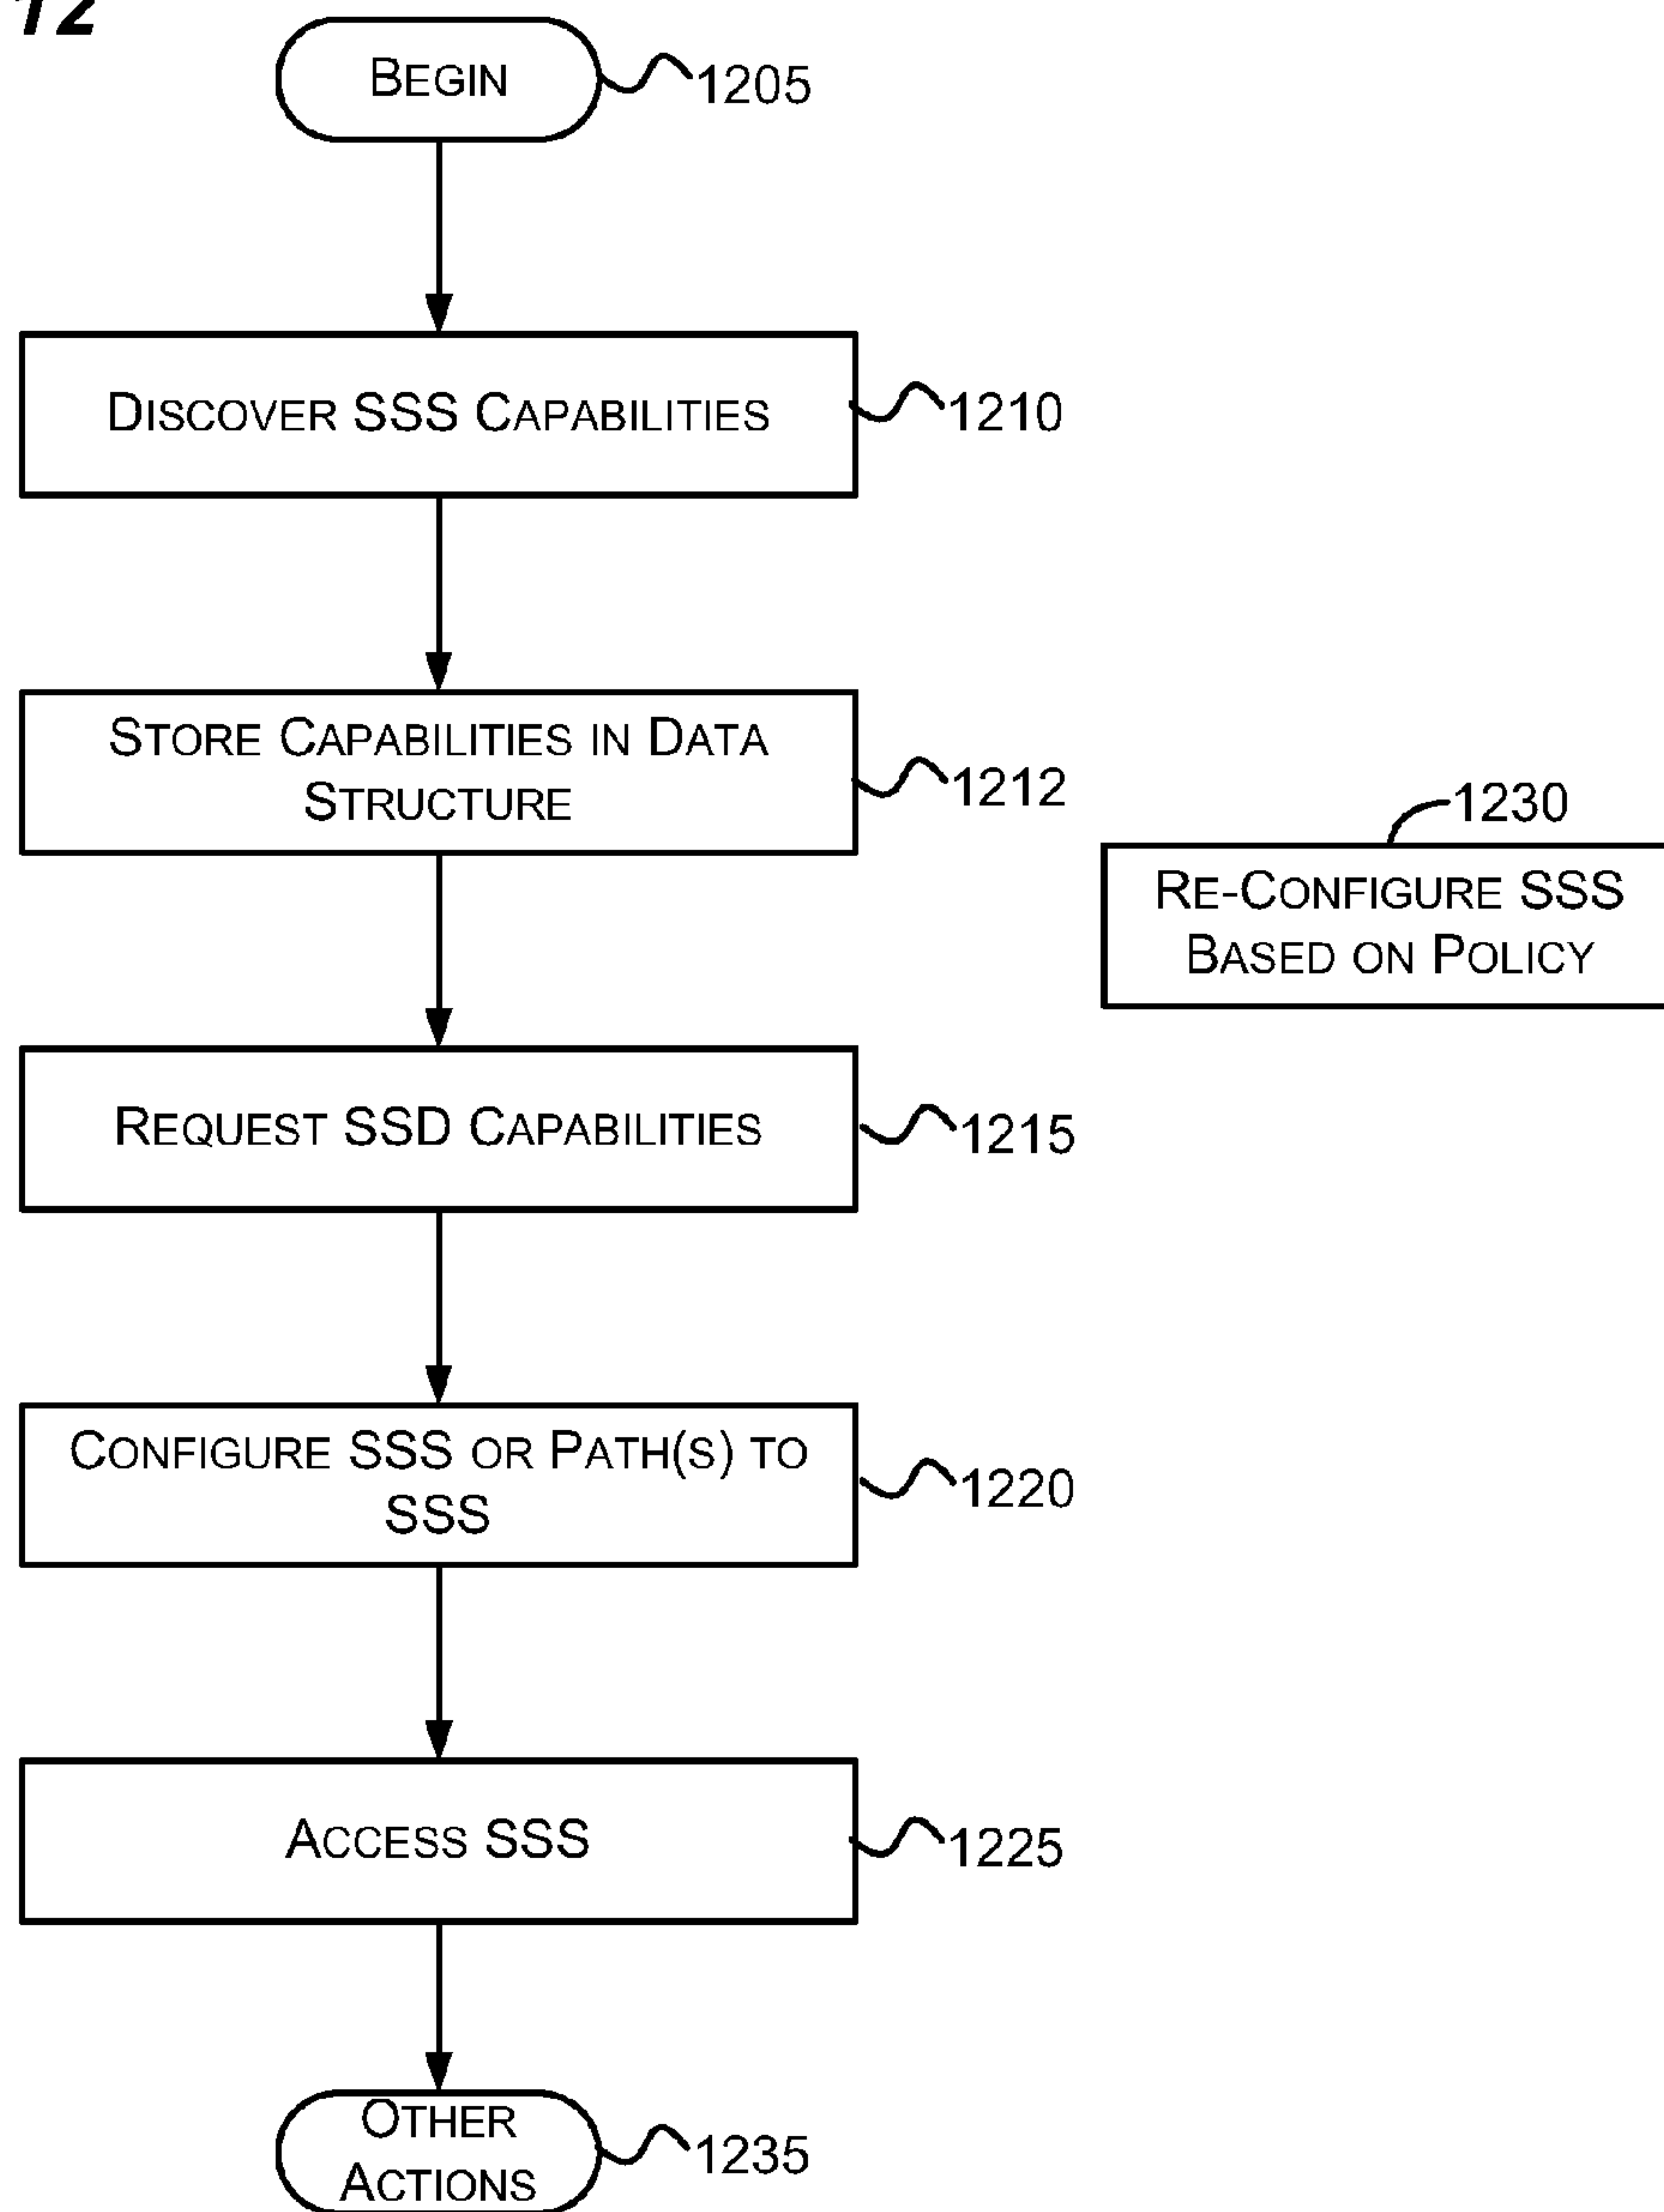 12
BEGIN
1205
DISCOVER SSS CAPABILITIES
1210
STORE CAPABILITIES IN DATA
STRUCTURE
1212
1230
RE-CONFIGURE SSS
BASED ON POLICY
REQUEST SSD CAPABILITIES
1215
CONFIGURE SSS OR PATH(S) TO
SSS
1220
ACCESS SSS
1225
OTHER
ACTIONS
1235